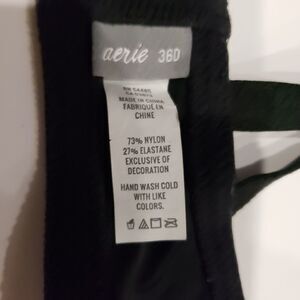 aerie 36D
MADE IN CHINA
FABRIQUÉ EN
CHINE
73% NYLON
27% ELASTANE
EXCLUSIVE OF
DECORATION
HAND WASH COLD
WITH LIKE
COLORS.